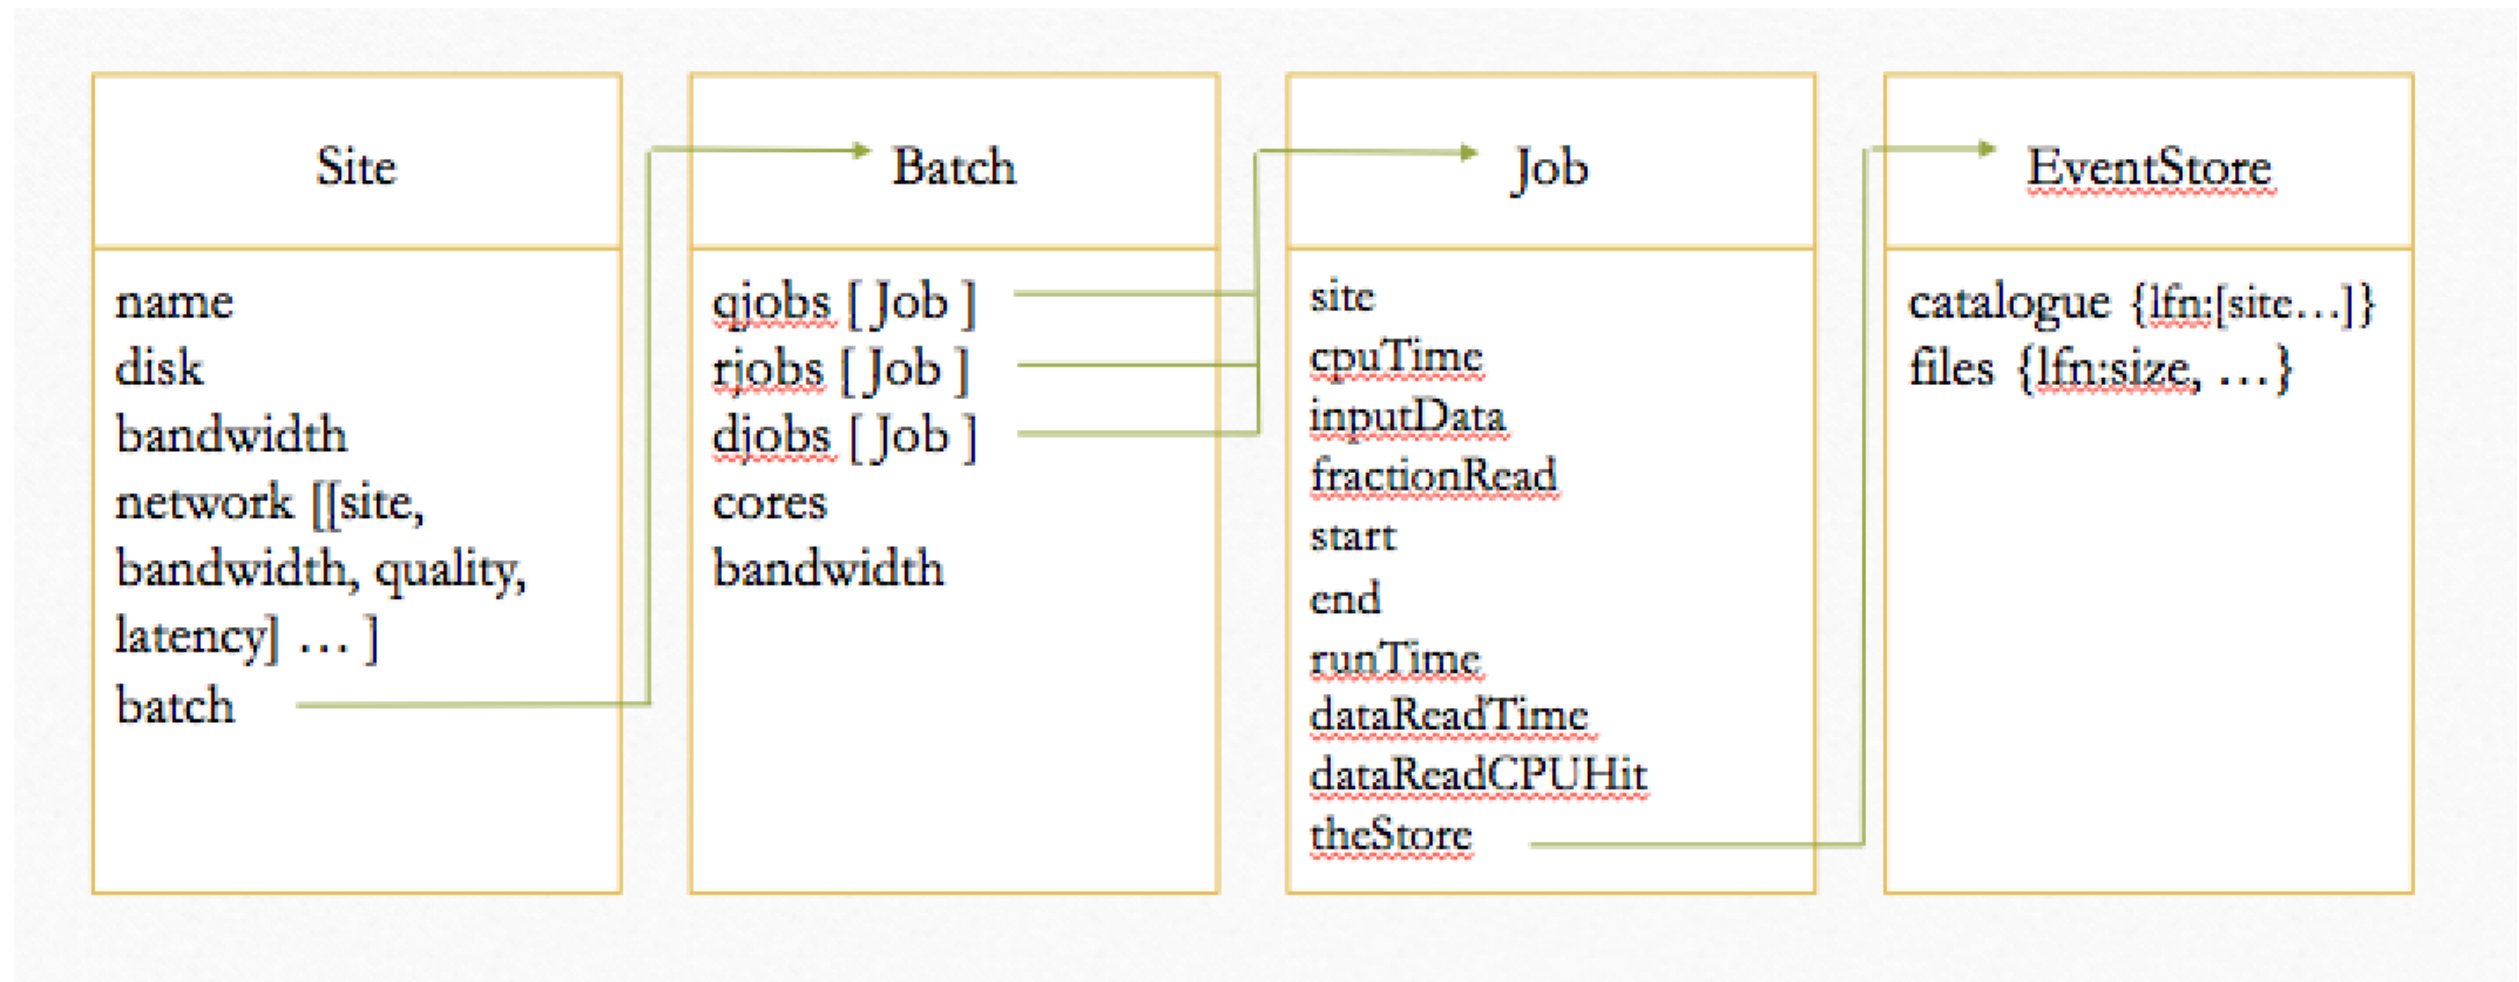 Site
name
disk
bandwidth
network [[site,
bandwidth, quality,
latency] … ]
batch
Batch
qjobs [ Job ]
rjobs [ Job ]
djobs [ Job ]
cores
bandwidth
Job
site
cpuTime
inputData
fractionRead
start
end
runTime
dataReadTime
dataReadCPUHit
theStore
EventStore
catalogue {lfn:[site…]}
files {lfn:size, …}